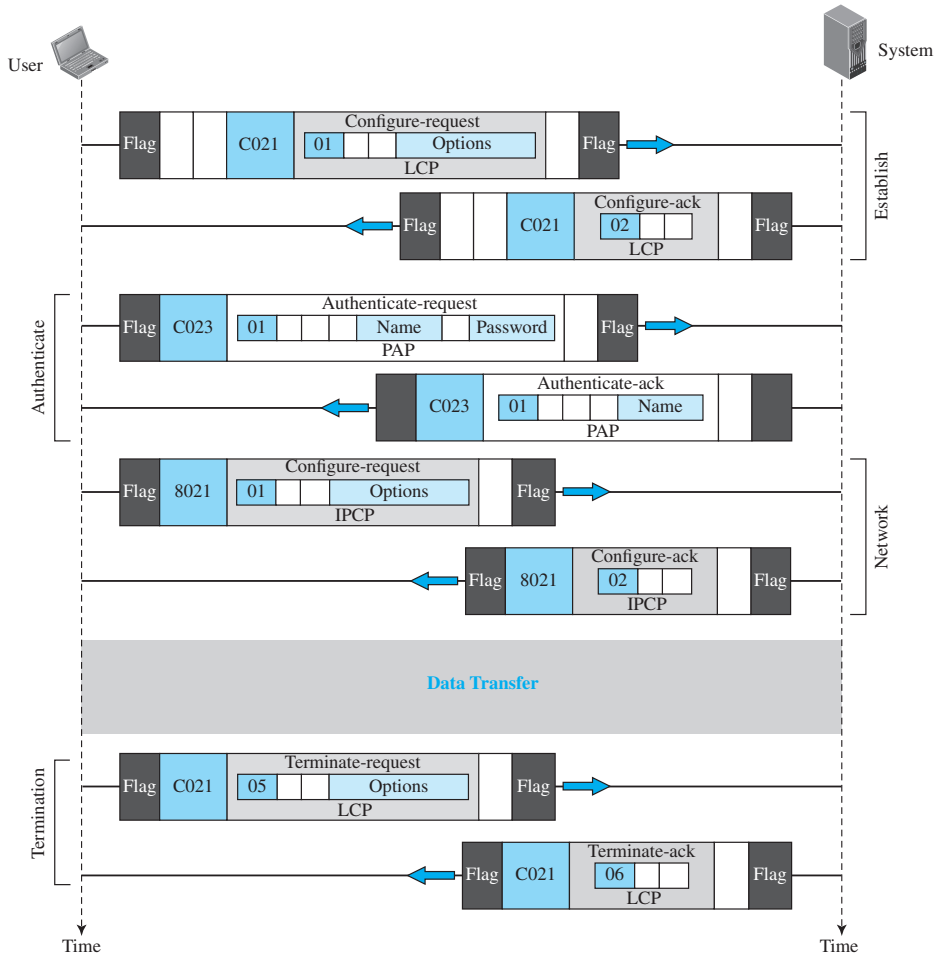 User
System
Configure-request
Flag C021 01 Options Flag
LCP
Establish
Configure-ack
Flag C021 02 Flag
LCP
Authenticate
Authenticate-request
Flag C023 01 Name Password Flag
PAP
Authenticate-ack
C023 01 Name
PAP
Configure-request
Flag 8021 01 Options Flag
IPCP
Network
Configure-ack
Flag 8021 02 Flag
IPCP
Data Transfer
Termination
Terminate-request
Flag C021 05 Options Flag
LCP
Terminate-ack
Flag C021 06 Flag
LCP
Time
Time